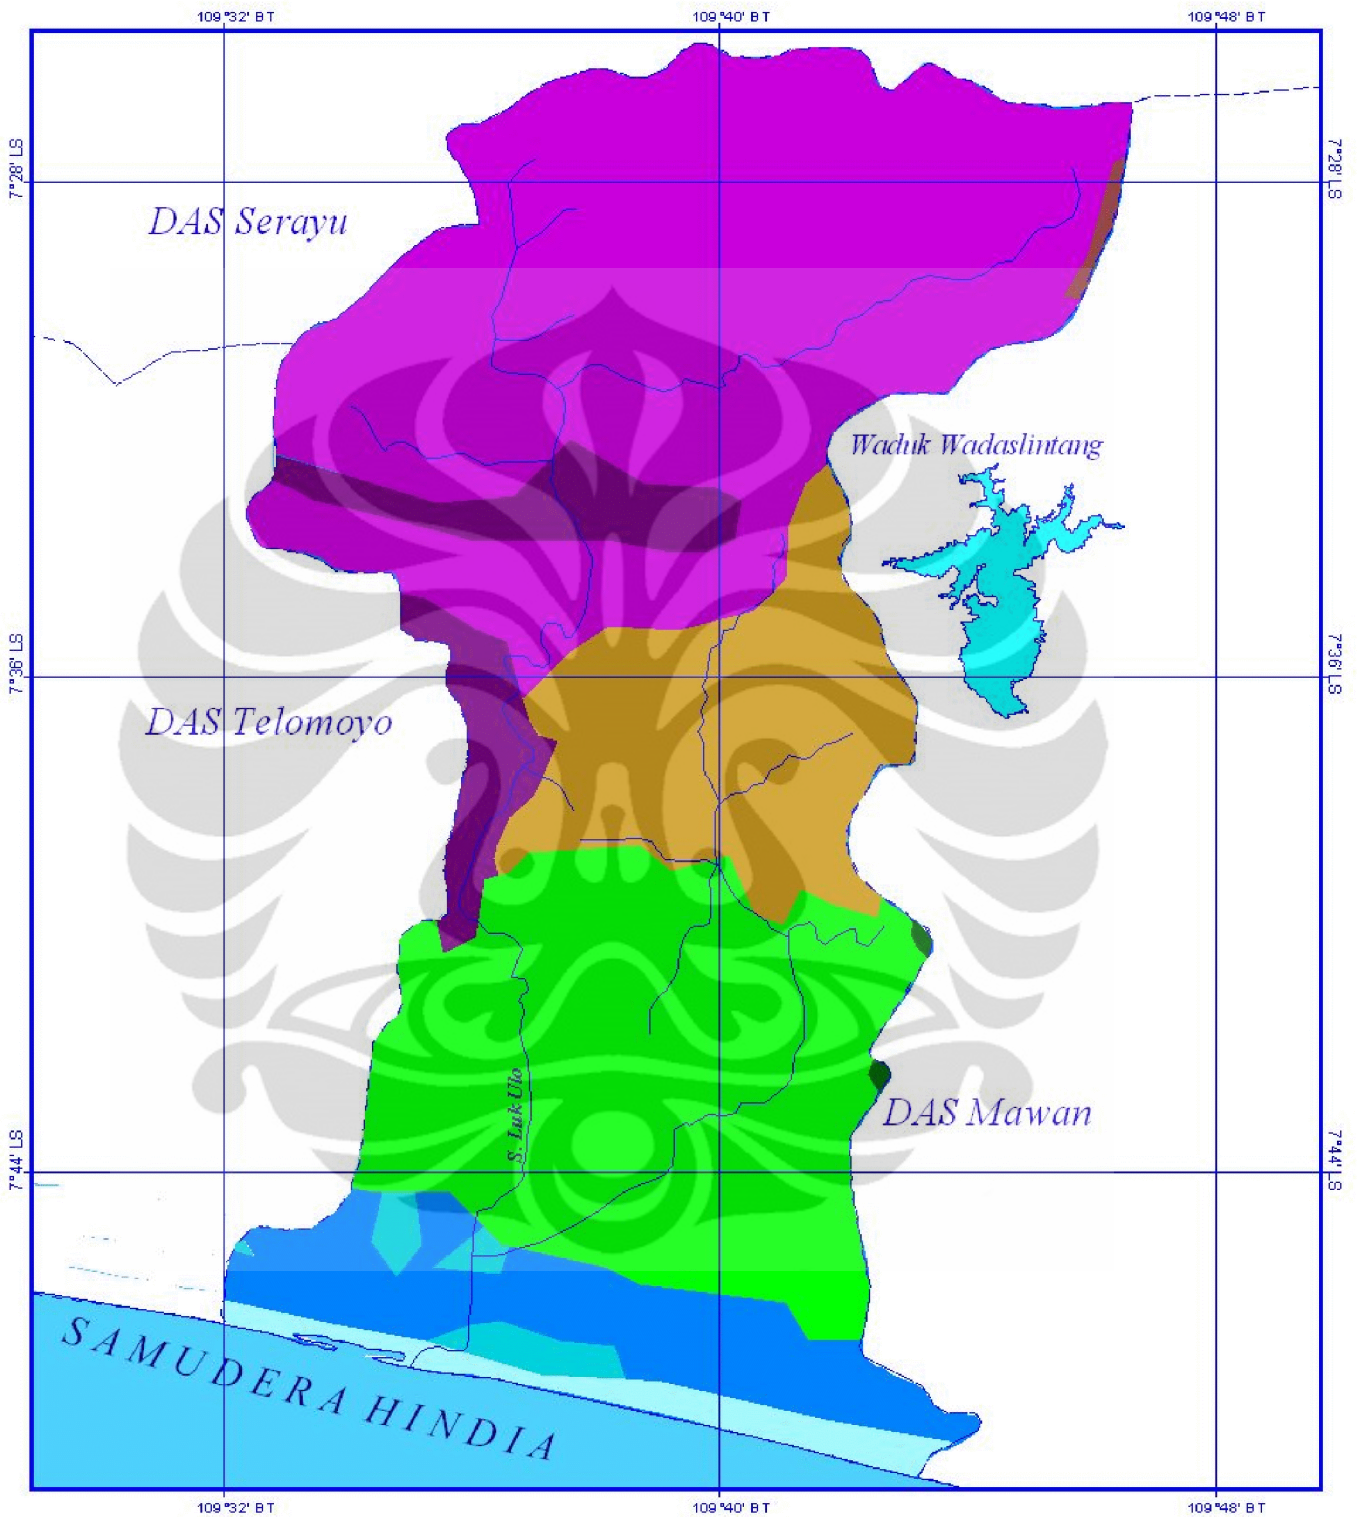 109°32' BT
109°40' BT
109°48' BT
7°28' LS
7°28' LS
DAS Serayu
Waduk Wadaslintang
7°36' LS
7°36' LS
DAS Telomoyo
S. Luk Ulo
DAS Mawan
7°44' LS
7°44' LS
SAMUDERA HINDIA
109°32' BT
109°40' BT
109°48' BT